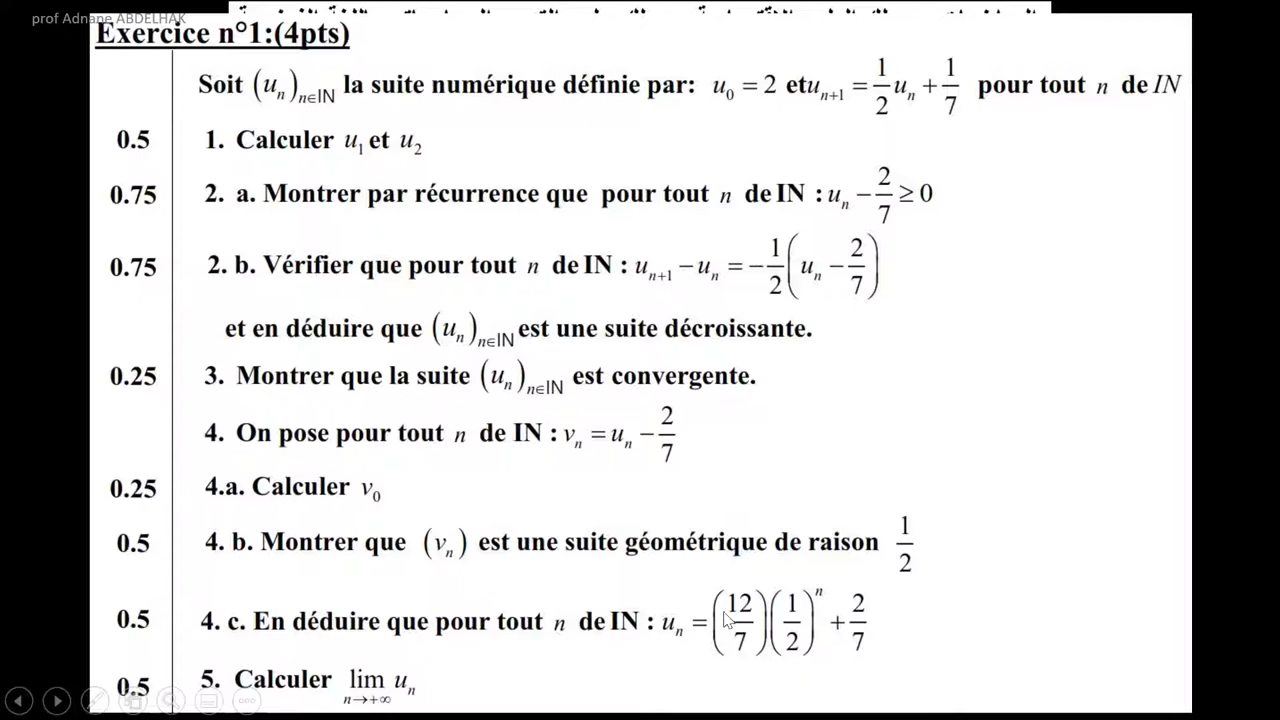 prof Adnane ABDELHAK
Exercice n°1:(4pts)
Soit (u_n)_{n∈IN} la suite numérique définie par: u_0 = 2 et u_{n+1} = 1/2 u_n + 1/7 pour tout n de IN
0.5 1. Calculer u_1 et u_2
0.75 2. a. Montrer par récurrence que pour tout n de IN : u_n − 2/7 ≥ 0
0.75 2. b. Vérifier que pour tout n de IN : u_{n+1} − u_n = −1/2 (u_n − 2/7)
et en déduire que (u_n)_{n∈IN} est une suite décroissante.
0.25 3. Montrer que la suite (u_n)_{n∈IN} est convergente.
4. On pose pour tout n de IN : v_n = u_n − 2/7
0.25 4.a. Calculer v_0
0.5 4. b. Montrer que (v_n) est une suite géométrique de raison 1/2
0.5 4. c. En déduire que pour tout n de IN : u_n = (12/7)(1/2)^n + 2/7
0.5 5. Calculer lim_{n→+∞} u_n